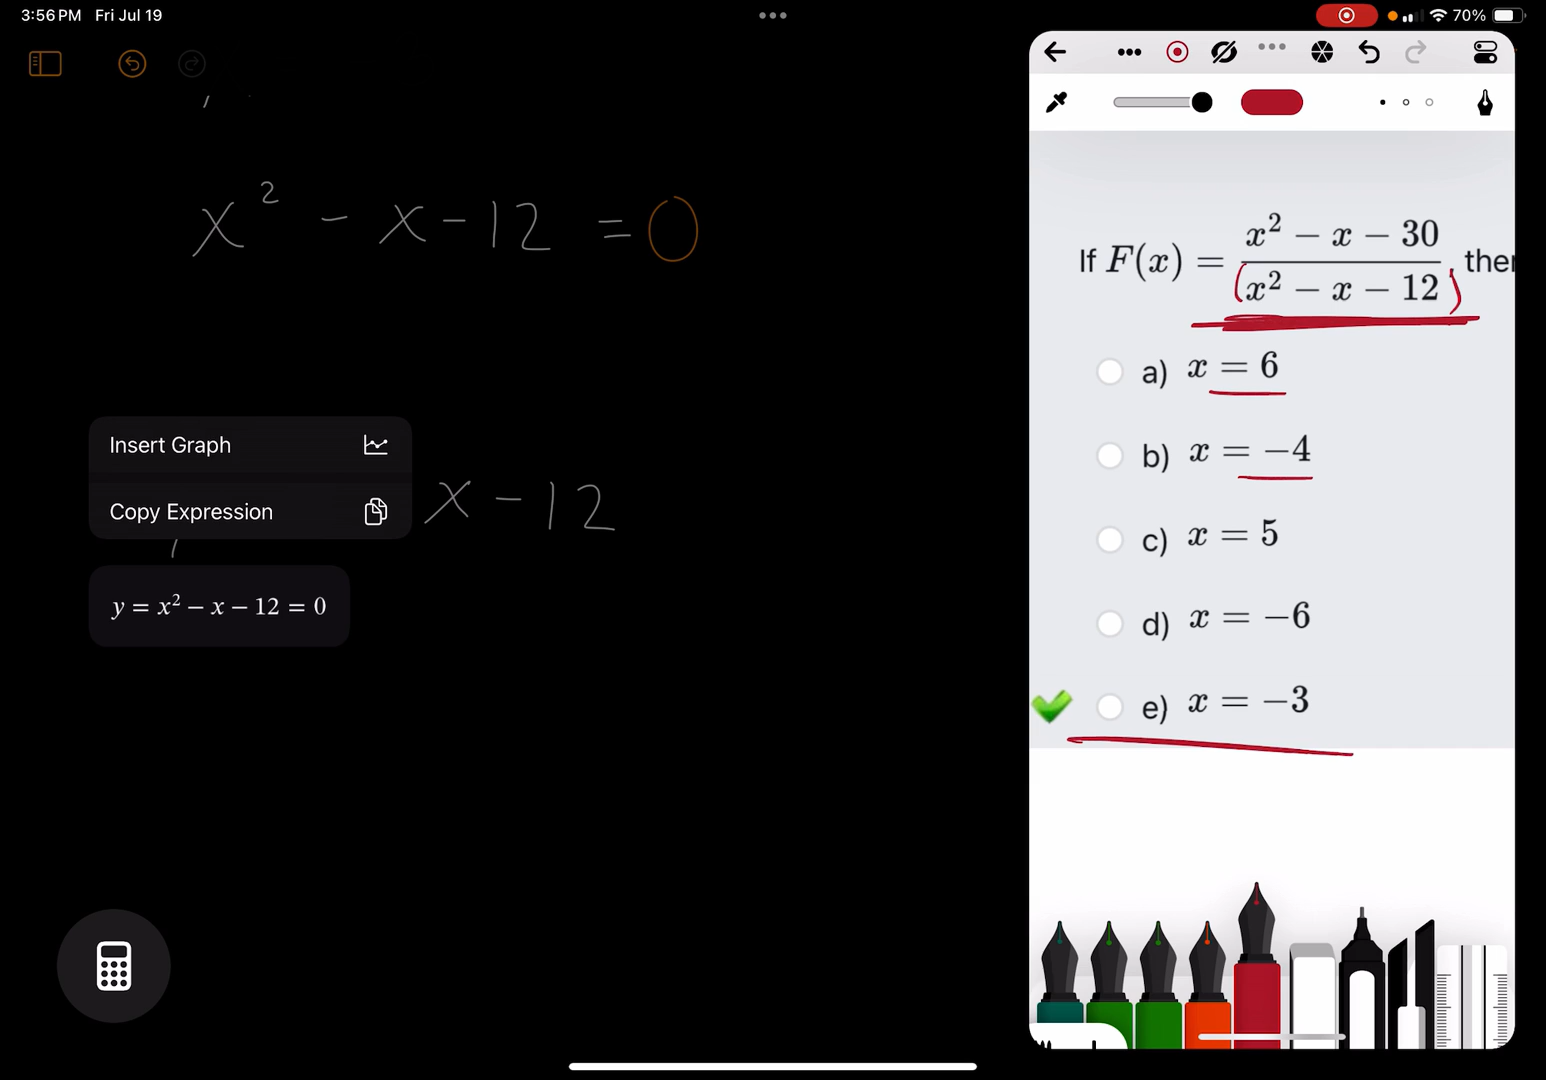 3:56 PM Fri Jul 19
70%
x² - x - 12 = 0
Insert Graph
Copy Expression
x - 12
y = x² − x − 12 = 0
If F(x) = (x² − x − 30) / (x² − x − 12), then
a) x = 6
b) x = −4
c) x = 5
d) x = −6
e) x = −3